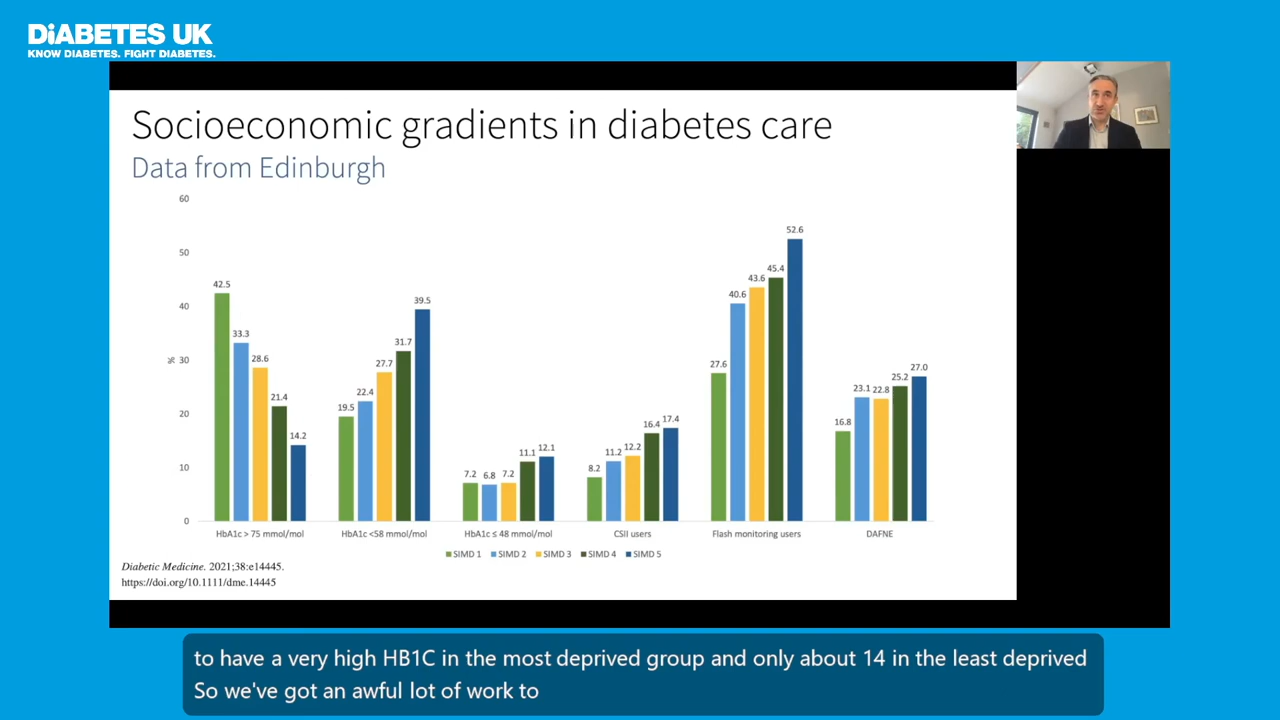 DiABETES UK
KNOW DIABETES. FIGHT DIABETES.
Socioeconomic gradients in diabetes care
Data from Edinburgh
60
50
40
% 30
20
10
0
42.5
33.3
28.6
21.4
14.2
19.5
22.4
27.7
31.7
39.5
7.2
6.8
7.2
11.1
12.1
8.2
11.2
12.2
16.4
17.4
27.6
40.6
43.6
45.4
52.6
16.8
23.1
22.8
25.2
27.0
HbA1c > 75 mmol/mol
HbA1c <58 mmol/mol
HbA1c ≤ 48 mmol/mol
CSII users
Flash monitoring users
DAFNE
SIMD 1 SIMD 2 SIMD 3 SIMD 4 SIMD 5
Diabetic Medicine. 2021;38:e14445.
https://doi.org/10.1111/dme.14445
to have a very high HB1C in the most deprived group and only about 14 in the least deprived
So we've got an awful lot of work to